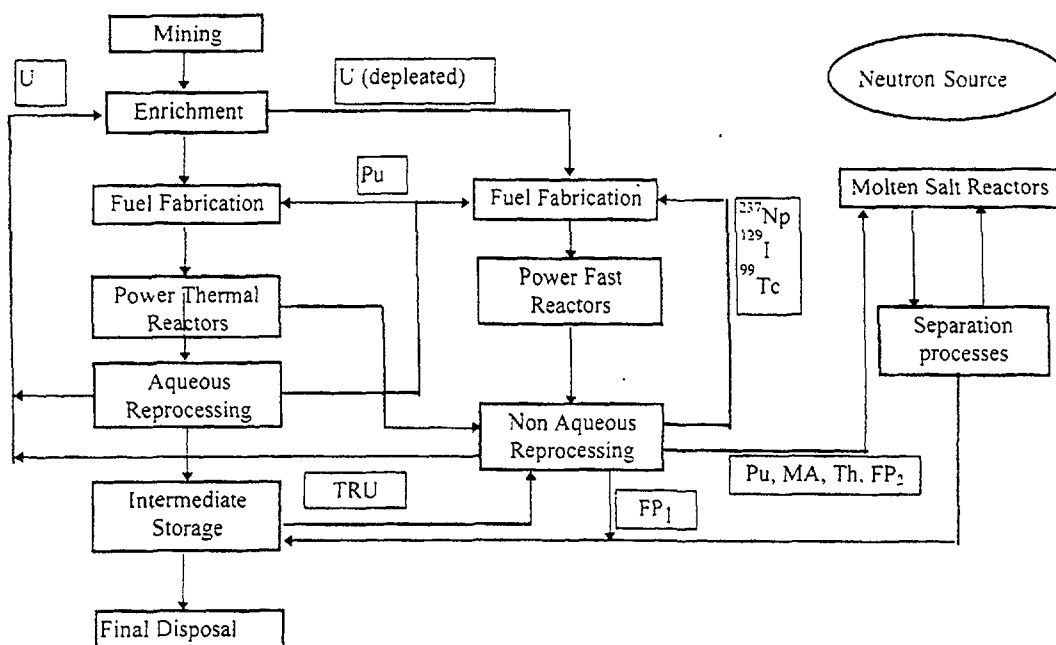 Mining
U
U (depleated)
Neutron Source
Enrichment
Pu
Fuel Fabrication
Fuel Fabrication
Molten Salt Reactors
237Np
129I
99Tc
Power Thermal
Reactors
Power Fast
Reactors
Separation
processes
Aqueous
Reprocessing
Non Aqueous
Reprocessing
Pu, MA, Th, FP2
TRU
Intermediate
Storage
FP1
Final Disposal